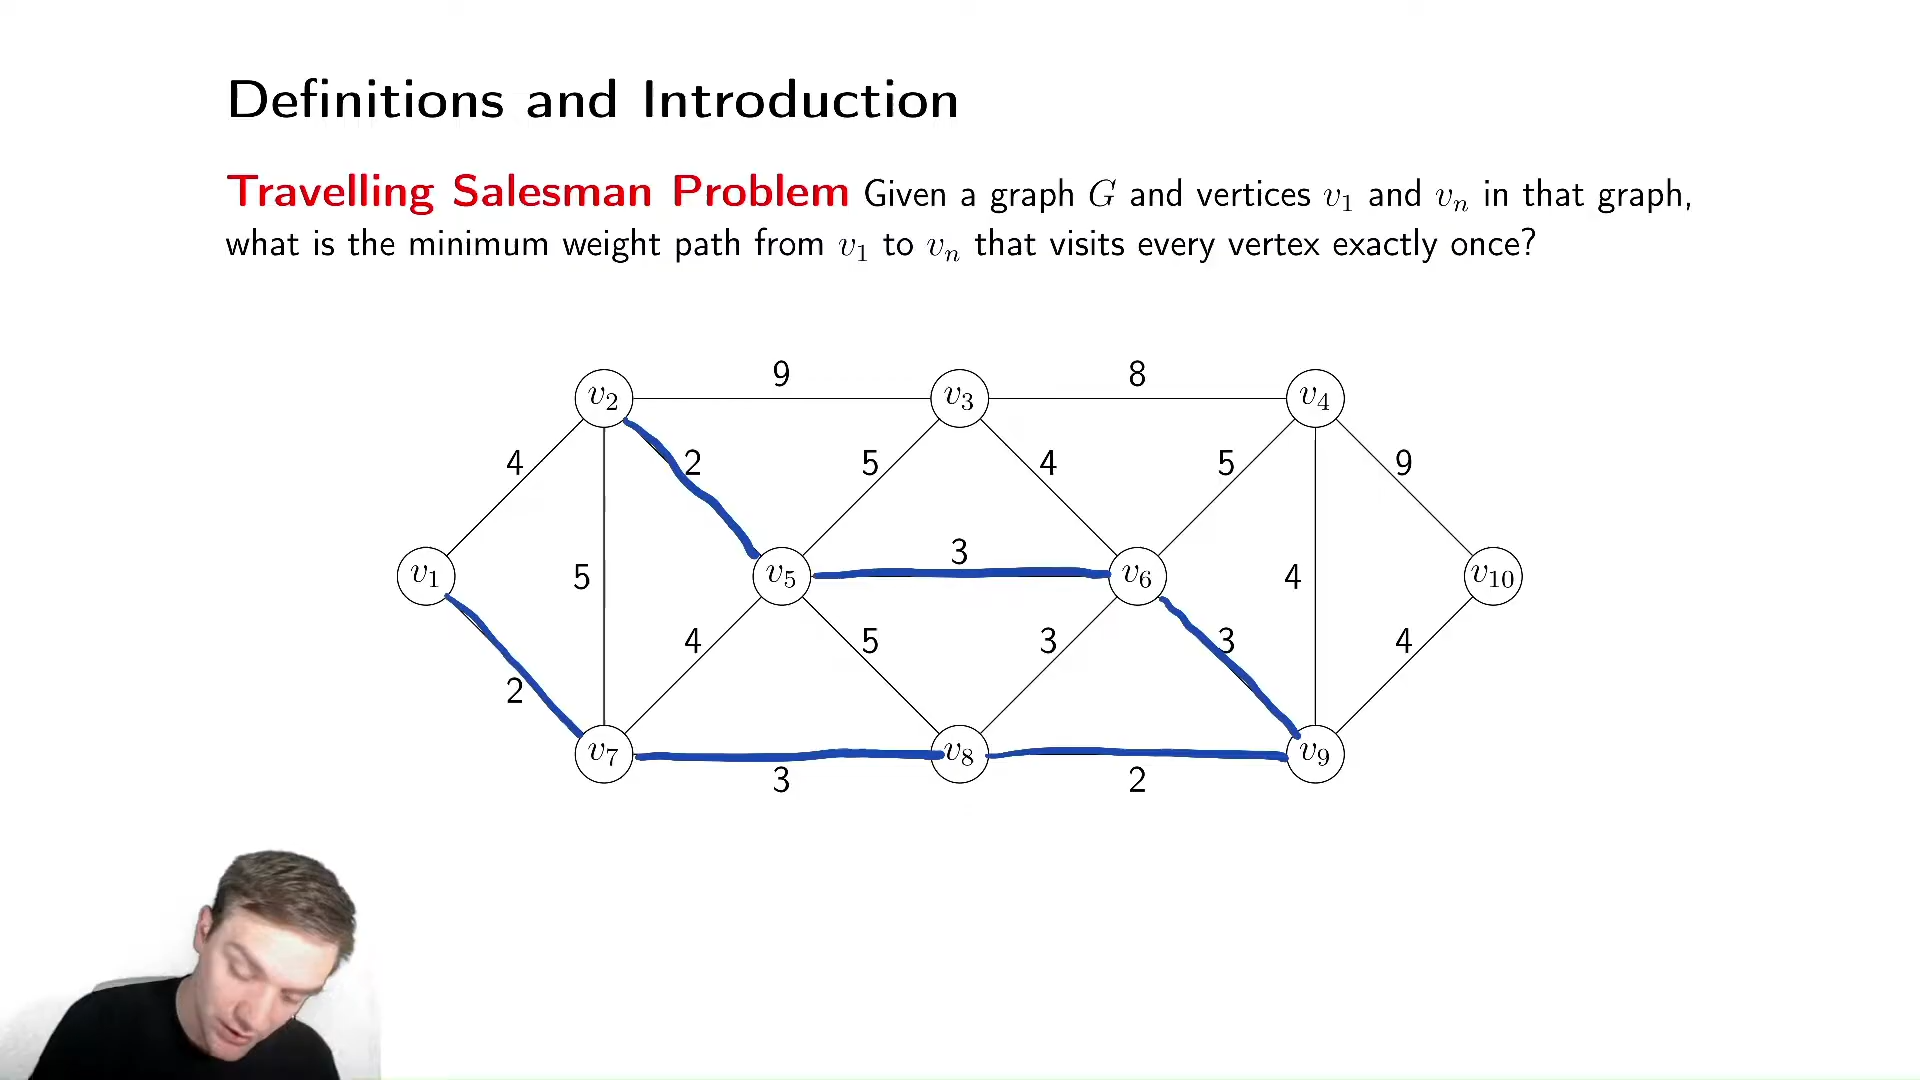 Definitions and Introduction
Travelling Salesman Problem Given a graph G and vertices v₁ and vₙ in that graph,
what is the minimum weight path from v₁ to vₙ that visits every vertex exactly once?
9 8
v₂ v₃ v₄
4 2 5 4 5 9
3
v₁ 5 v₅ v₆ 4 v₁₀
2 4 5 3 3 4
v₇ v₈ v₉
3 2